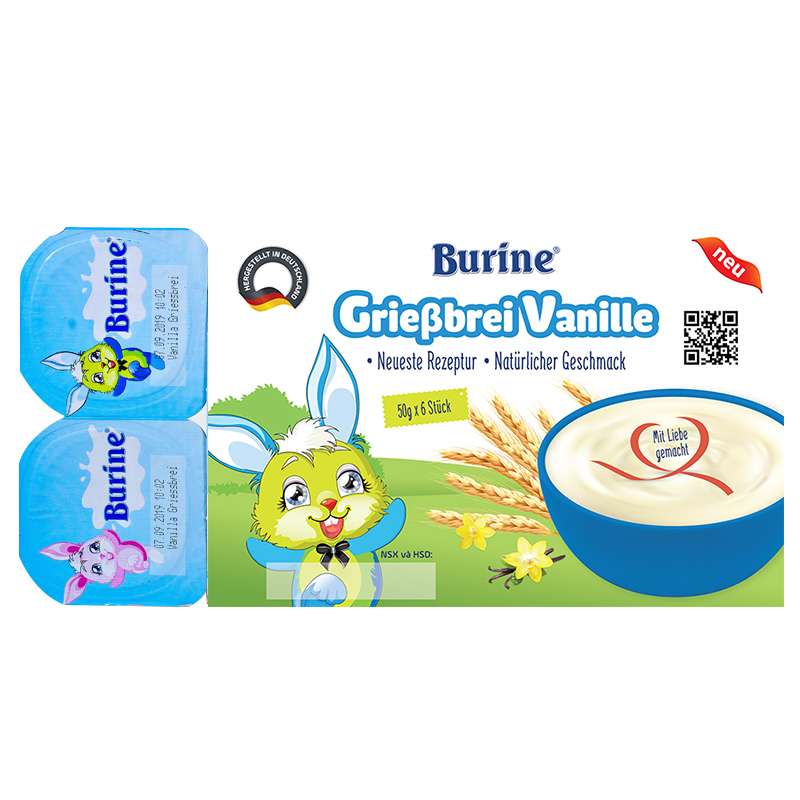 HERGESTELLT IN DEUTSCHLAND
Burine®
neu
Grießbrei Vanille
• Neueste Rezeptur • Natürlicher Geschmack
50g x 6 Stück
Mit Liebe
gemacht
NSX và HSD:
Burine®
07.09.2019 10:02
Vanilla Griessbrei
Burine®
07.09.2019 10:02
Vanilla Griessbrei